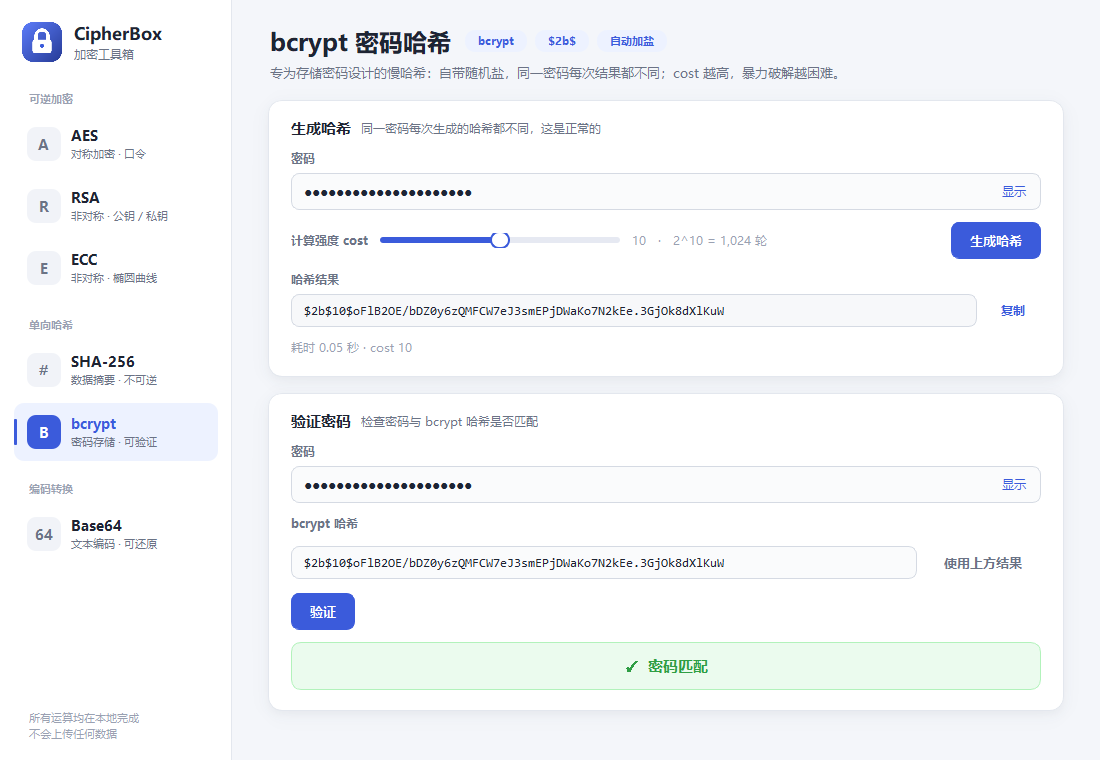 CipherBox
加密工具箱
可逆加密
A
AES
对称加密 · 口令
R
RSA
非对称 · 公钥 / 私钥
E
ECC
非对称 · 椭圆曲线
单向哈希
#
SHA-256
数据摘要 · 不可逆
B
bcrypt
密码存储 · 可验证
编码转换
64
Base64
文本编码 · 可还原
所有运算均在本地完成
不会上传任何数据
bcrypt 密码哈希 bcrypt $2b$ 自动加盐
专为存储密码设计的慢哈希：自带随机盐，同一密码每次结果都不同；cost 越高，暴力破解越困难。
生成哈希 同一密码每次生成的哈希都不同，这是正常的
密码
●●●●●●●●●●●●●●●●●●●●● 显示
计算强度 cost 10 · 2^10 = 1,024 轮 生成哈希
哈希结果
$2b$10$oFlB2OE/bDZ0y6zQMFCW7eJ3smEPjDWaKo7N2kEe.3GjOk8dXlKuW 复制
耗时 0.05 秒 · cost 10
验证密码 检查密码与 bcrypt 哈希是否匹配
密码
●●●●●●●●●●●●●●●●●●●●● 显示
bcrypt 哈希
$2b$10$oFlB2OE/bDZ0y6zQMFCW7eJ3smEPjDWaKo7N2kEe.3GjOk8dXlKuW 使用上方结果
验证
✓ 密码匹配